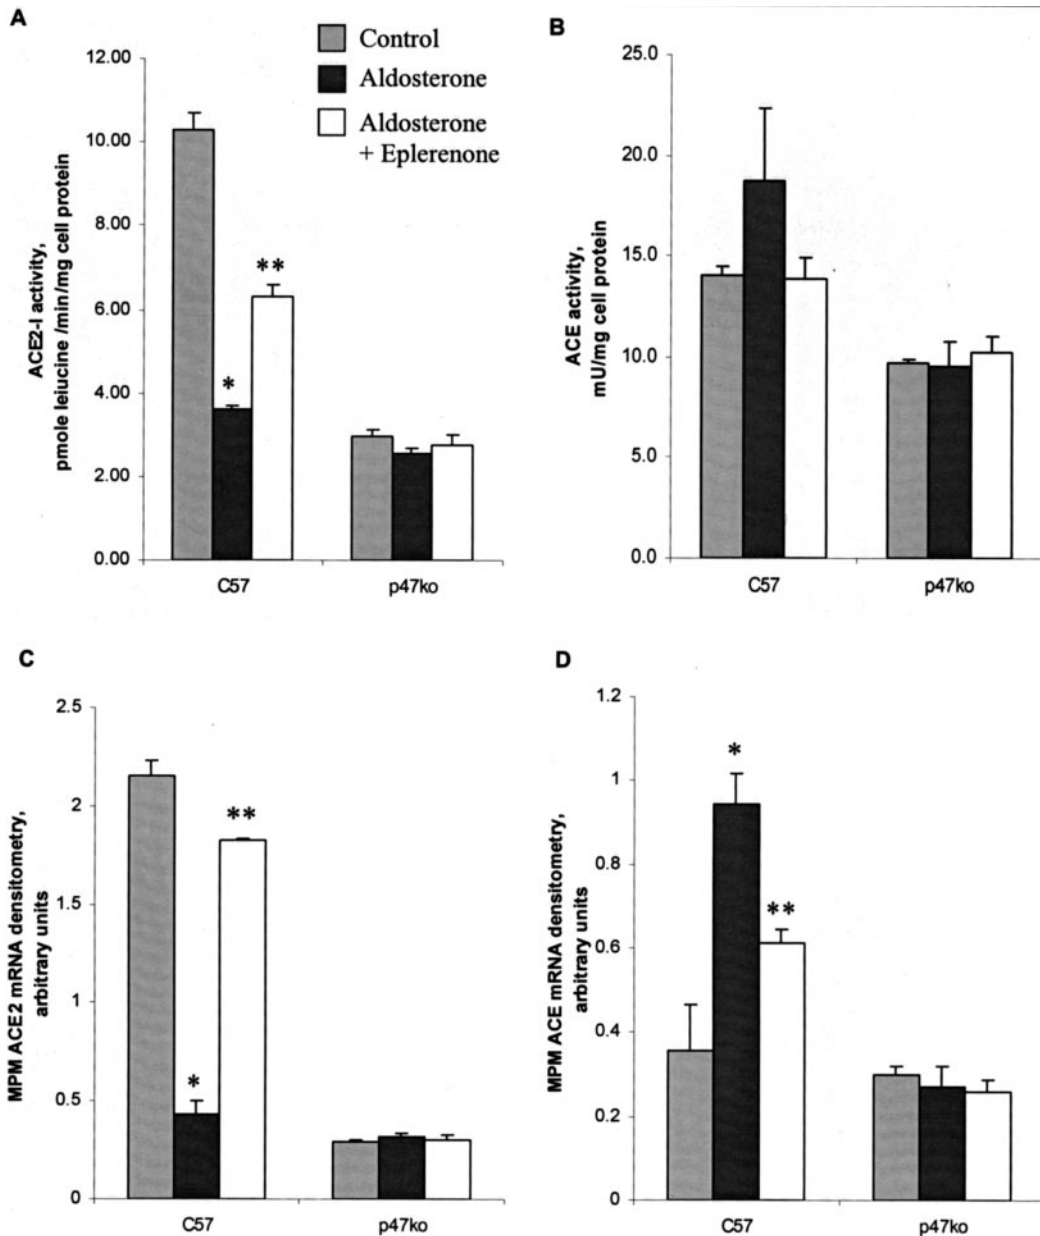 A
Control
Aldosterone
Aldosterone
+ Eplerenone
12.00
10.00
8.00
6.00
4.00
2.00
0.00
ACE2-I activity,
pmole leiucine /min/mg cell protein
*
**
C57
p47ko
B
25.0
20.0
15.0
10.0
5.0
0.0
ACE activity,
mU/mg cell protein
C57
p47ko
C
2.5
2
1.5
1
0.5
0
MPM ACE2 mRNA densitometry,
arbitrary units
*
**
C57
p47ko
D
1.2
1
0.8
0.6
0.4
0.2
0
MPM ACE mRNA densitometry,
arbitrary units
*
**
C57
p47ko